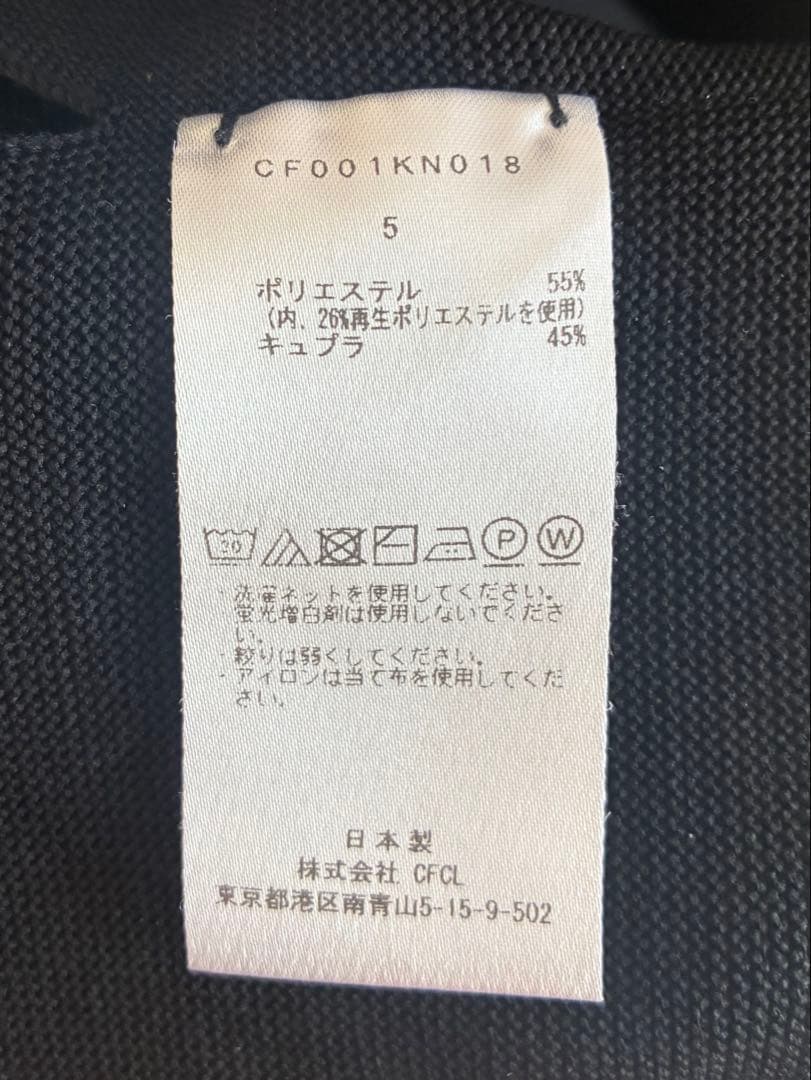 CF001KN018
5
ポリエステル 55%
(内、26%再生ポリエステルを使用)
キュプラ 45%
30 P W
・洗濯ネットを使用してください。
蛍光増白剤は使用しないでくださ
い。
・絞りは弱くしてください。
・アイロンは当て布を使用してくだ
さい。
日本製
株式会社 CFCL
東京都港区南青山5-15-9-502